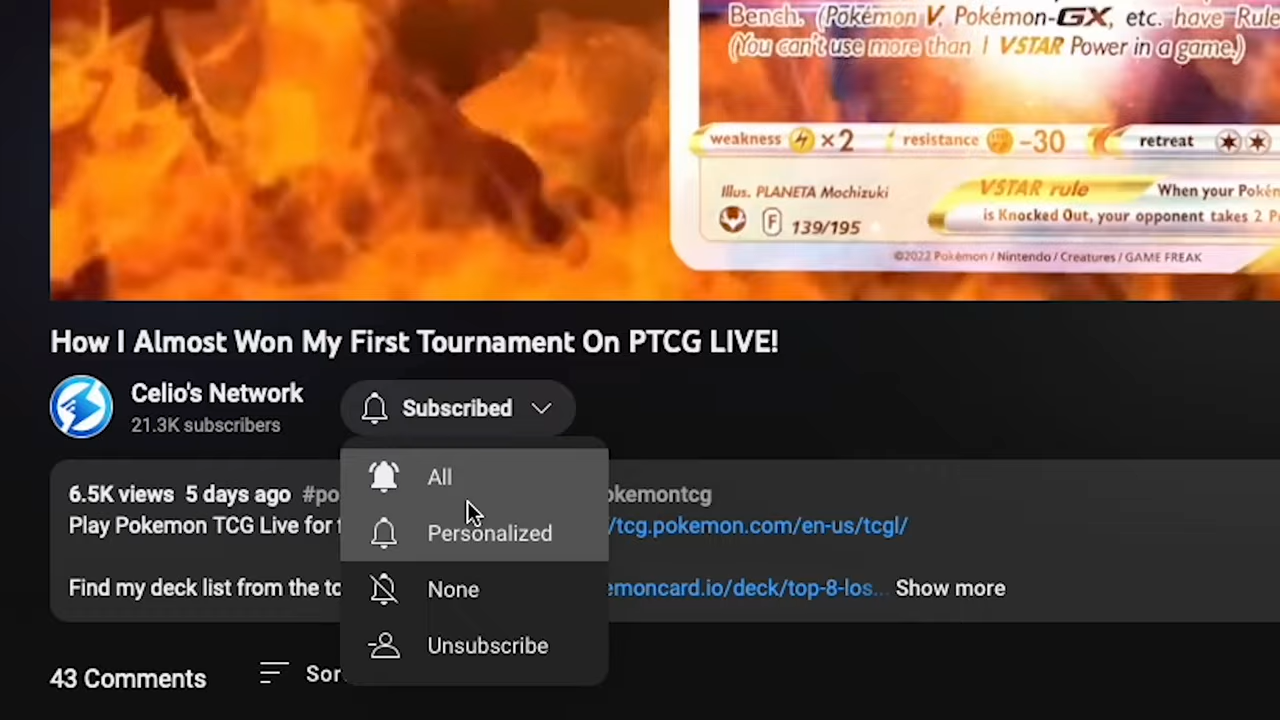 Bench. (Pokémon V, Pokémon-GX, etc. have Rule
(You can't use more than 1 VSTAR Power in a game.)
weakness ×2 resistance -30 retreat
Illus. PLANETA Mochizuki
VSTAR rule When your Pokém
F 139/195
is Knocked Out, your opponent takes 2 P
©2022 Pokémon / Nintendo / Creatures / GAME FREAK
How I Almost Won My First Tournament On PTCG LIVE!
Celio's Network
21.3K subscribers
Subscribed
All
Personalized
None
Unsubscribe
6.5K views 5 days ago #po okemontcg
Play Pokemon TCG Live for f /tcg.pokemon.com/en-us/tcgl/
Find my deck list from the to emoncard.io/deck/top-8-los... Show more
43 Comments
Sor